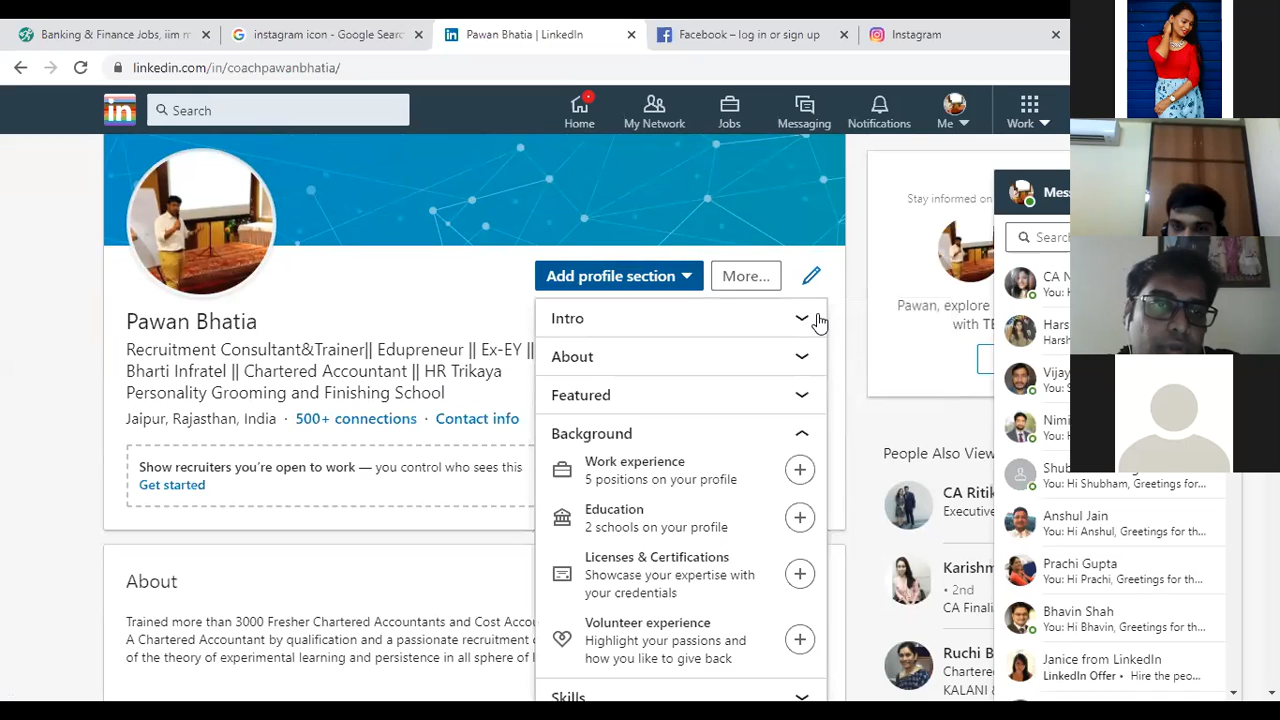 Banking & Finance Jobs, iim m
instagram icon - Google Searc
Pawan Bhatia | LinkedIn
Facebook – log in or sign up
Instagram
linkedin.com/in/coachpawanbhatia/
in
Search
Home
My Network
Jobs
Messaging
Notifications
Me
Work
Stay informed on
Mess
Search
Add profile section
More...
Pawan, explore
with TE
Intro
About
Featured
Background
Work experience
5 positions on your profile
Education
2 schools on your profile
Licenses & Certifications
Showcase your expertise with
your credentials
Volunteer experience
Highlight your passions and
how you like to give back
Skills
Pawan Bhatia
Recruitment Consultant&Trainer|| Edupreneur || Ex-EY ||
Bharti Infratel || Chartered Accountant || HR Trikaya
Personality Grooming and Finishing School
Jaipur, Rajasthan, India · 500+ connections · Contact info
Show recruiters you're open to work — you control who sees this
Get started
About
Trained more than 3000 Fresher Chartered Accountants and Cost Accou
A Chartered Accountant by qualification and a passionate recruitment c
of the theory of experimental learning and persistence in all sphere of l
People Also View
CA Ritik
Executive
Karishm
• 2nd
CA Finali
Ruchi B
Chartered
KALANI &
CA N
You: H
Hars
Harsh
Vijay
You: S
Nimi
You: H
Shub
You: Hi Shubham, Greetings for t...
Anshul Jain
You: Hi Anshul, Greetings for th...
Prachi Gupta
You: Hi Prachi, Greetings for th...
Bhavin Shah
You: Hi Bhavin, Greetings for th...
Janice from LinkedIn
LinkedIn Offer • Hire the peo...